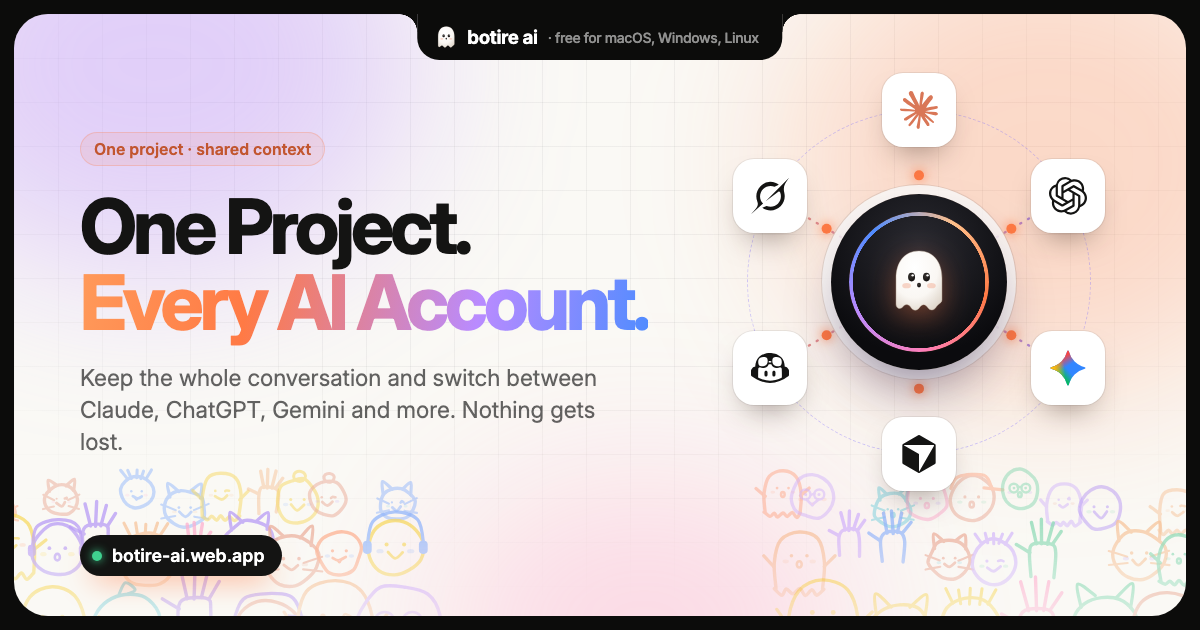 botire ai · free for macOS, Windows, Linux
One project · shared context
One Project.
Every AI Account.
Keep the whole conversation and switch between
Claude, ChatGPT, Gemini and more. Nothing gets
lost.
botire-ai.web.app